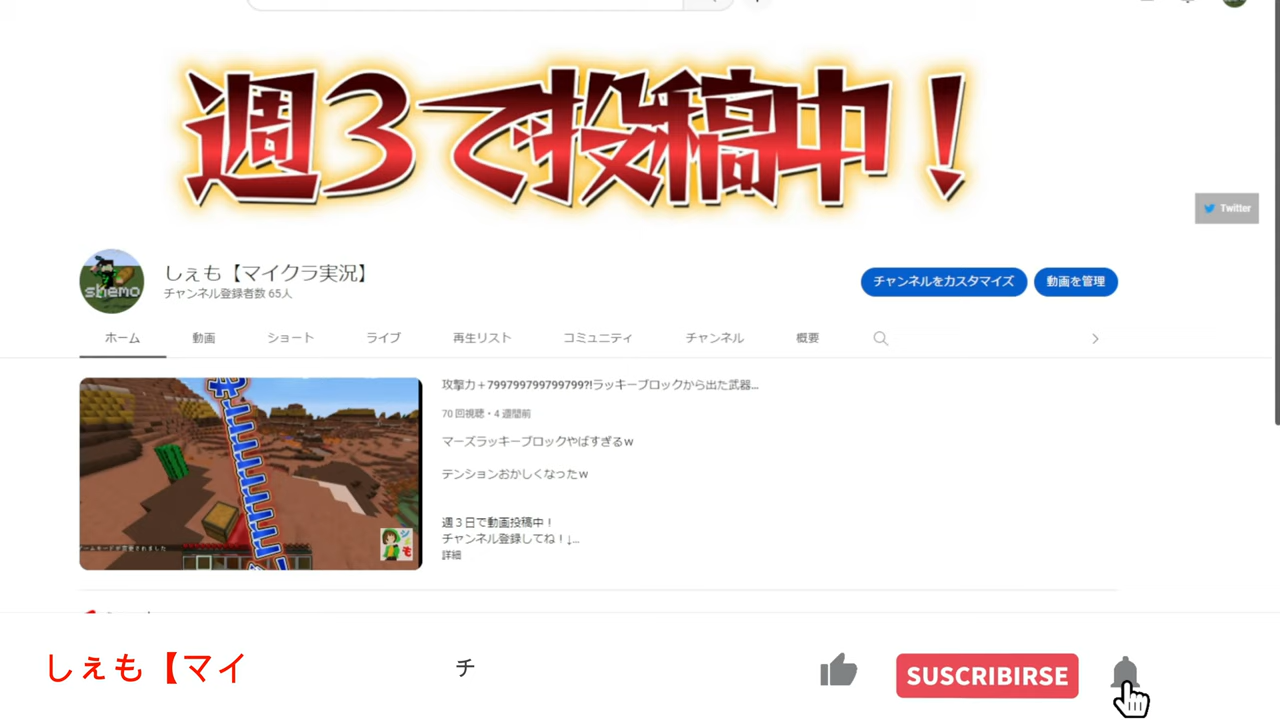 週３で投稿中！
Twitter
shemo
しぇも【マイクラ実況】
チャンネル登録者数 65人
チャンネルをカスタマイズ
動画を管理
ホーム 動画 ショート ライブ 再生リスト コミュニティ チャンネル 概要
攻撃力＋799799799799799?!ラッキーブロックから出た武器...
70 回視聴・4 週間前
マーズラッキーブロックやばすぎるｗ
テンションおかしくなったｗ
週３日で動画投稿中！
チャンネル登録してね！↓...
詳細
しぇも【マイ
チ
SUSCRIBIRSE